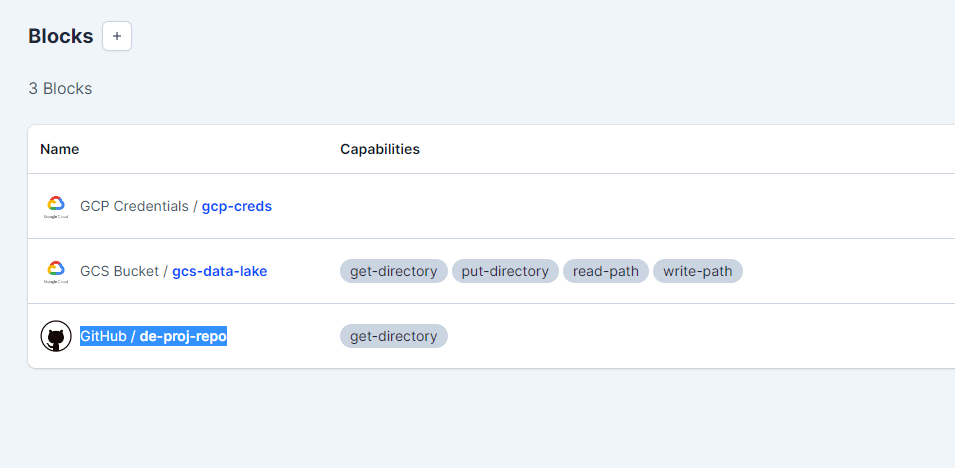 Blocks +
3 Blocks
Name Capabilities
Google Cloud
GCP Credentials / gcp-creds
Google Cloud
GCS Bucket / gcs-data-lake get-directory put-directory read-path write-path
GitHub / de-proj-repo get-directory